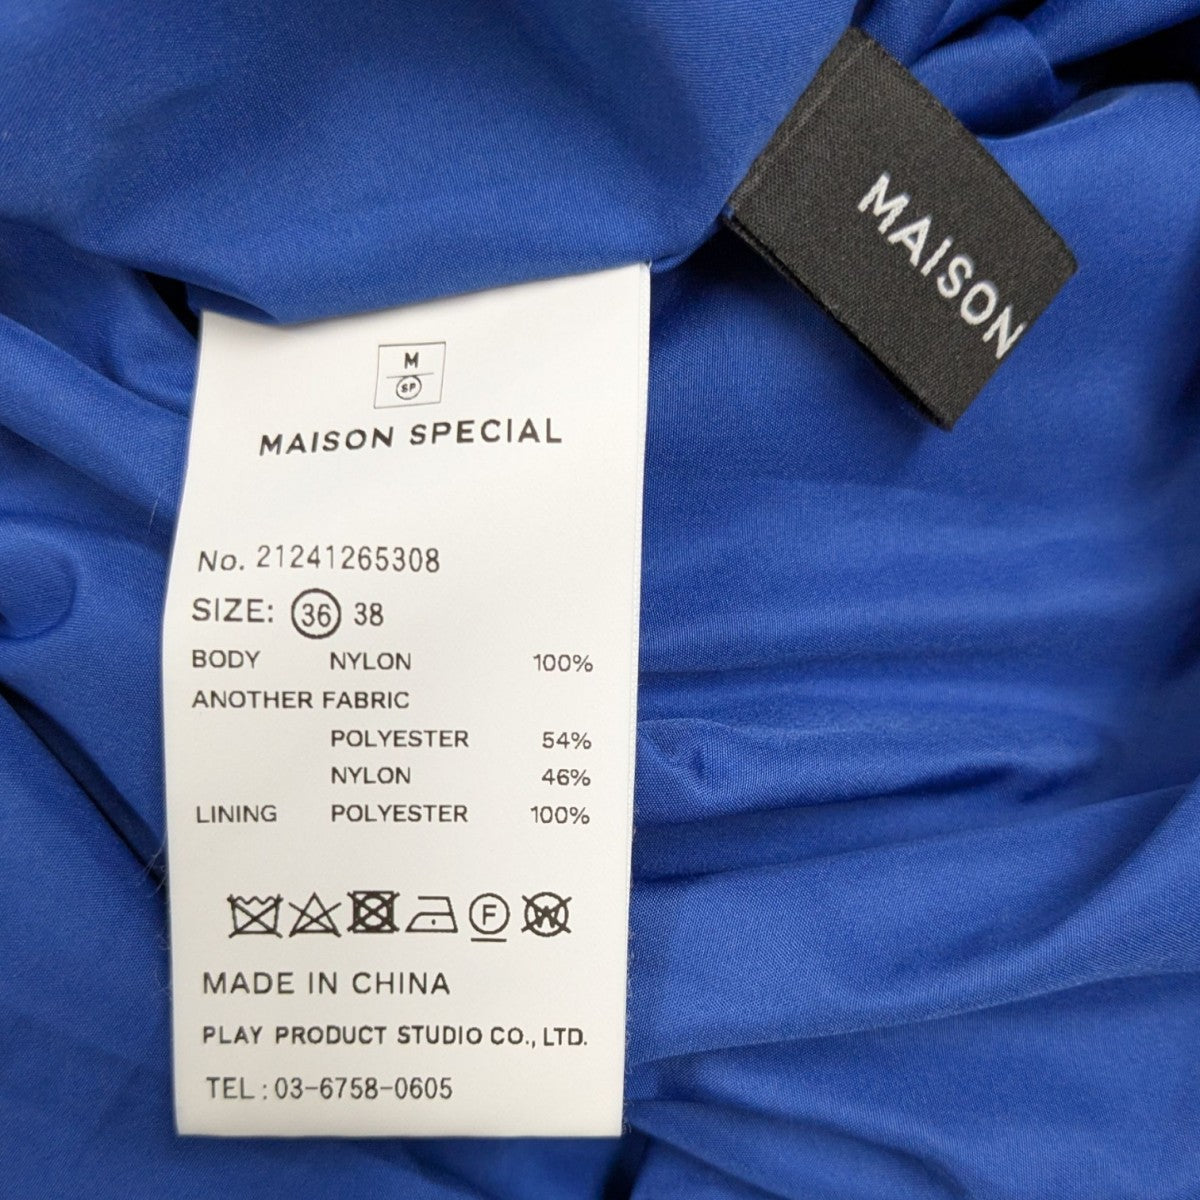 MAISON
M
SP
MAISON SPECIAL
No. 21241265308
SIZE: 36 38
BODY NYLON 100%
ANOTHER FABRIC
POLYESTER 54%
NYLON 46%
LINING POLYESTER 100%
F W
MADE IN CHINA
PLAY PRODUCT STUDIO CO., LTD.
TEL : 03-6758-0605